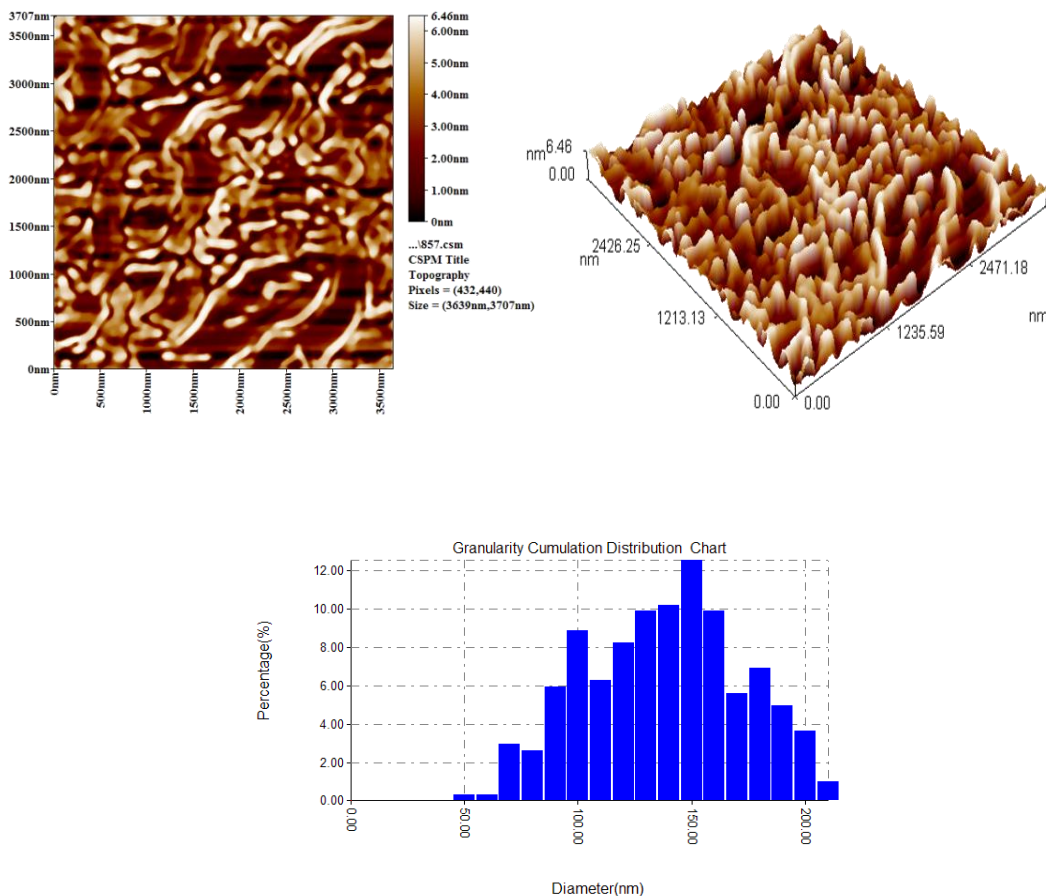 3707nm
3500nm
3000nm
2500nm
2000nm
1500nm
1000nm
500nm
0nm
0nm
500nm
1000nm
1500nm
2000nm
2500nm
3000nm
3500nm
6.46nm
6.00nm
5.00nm
4.00nm
3.00nm
2.00nm
1.00nm
0nm
...\857.csm
CSPM Title
Topography
Pixels = (432,440)
Size = (3639nm,3707nm)
nm 6.46
0.00
2426.25
nm
1213.13
0.00
0.00
1235.59
2471.18
nm
Granularity Cumulation Distribution Chart
Percentage(%)
12.00
10.00
8.00
6.00
4.00
2.00
0.00
0.00
50.00
100.00
150.00
200.00
Diameter(nm)